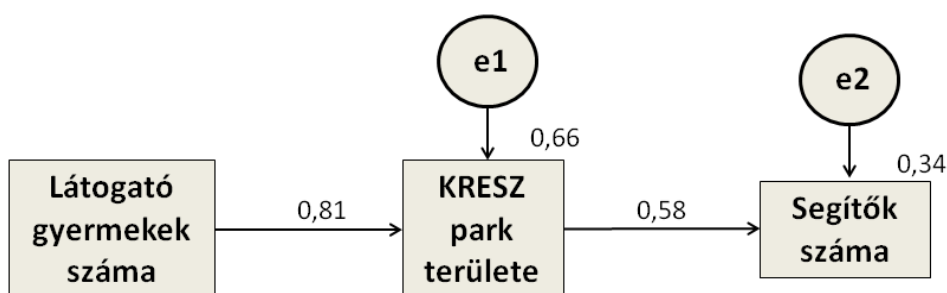 e1
e2
0,66
0,34
Látogató
gyermekek
száma
0,81
KRESZ
park
területe
0,58
Segítők
száma